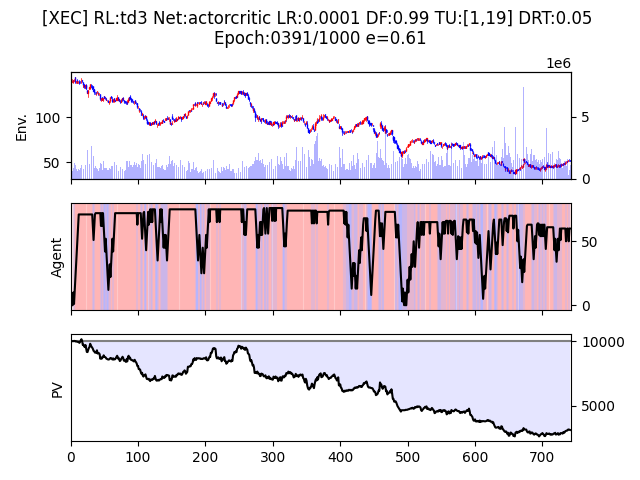 [XEC] RL:td3 Net:actorcritic LR:0.0001 DF:0.99 TU:[1,19] DRT:0.05
Epoch:0391/1000 e=0.61
1e6
Env.
100
50
5
0
Agent
50
0
PV
10000
5000
0 100 200 300 400 500 600 700